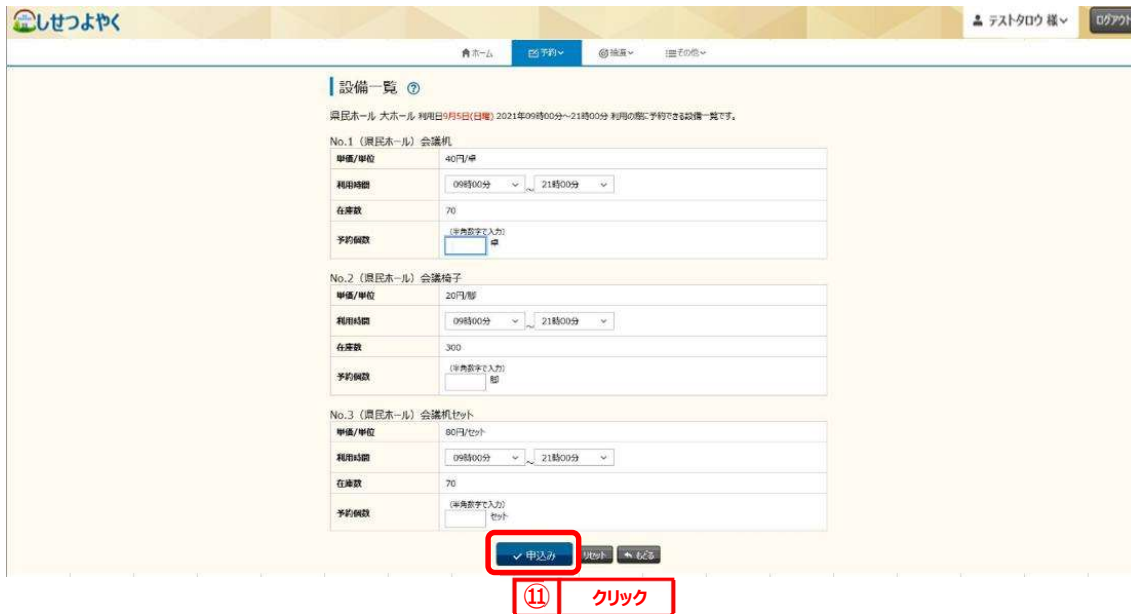 しせつよやく
テストタロウ 様
ログアウト
ホーム 予約 抽選 その他
設備一覧
県民ホール 大ホール 利用日9月5日(日曜) 2021年09時00分～21時00分 利用の際に予約できる設備一覧です。
No.1（県民ホール）会議机
単価/単位 40円/卓
利用時間 09時00分 ～ 21時00分
在庫数 70
予約個数 (半角数字で入力) 卓
No.2（県民ホール）会議椅子
単価/単位 20円/脚
利用時間 09時00分 ～ 21時00分
在庫数 300
予約個数 (半角数字で入力) 脚
No.3（県民ホール）会議机セット
単価/単位 80円/セット
利用時間 09時00分 ～ 21時00分
在庫数 70
予約個数 (半角数字で入力) セット
申込み リセット もどる
⑪ クリック